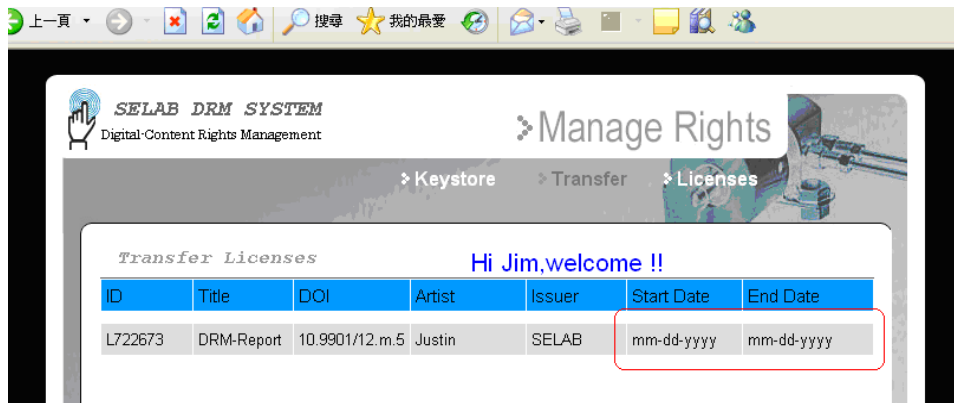 上一頁 搜尋 我的最愛
SELAB DRM SYSTEM
Digital-Content Rights Management
Manage Rights
Keystore Transfer Licenses
Transfer Licenses
Hi Jim,welcome !!
ID Title DOI Artist Issuer Start Date End Date
L722673 DRM-Report 10.9901/12.m.5 Justin SELAB mm-dd-yyyy mm-dd-yyyy